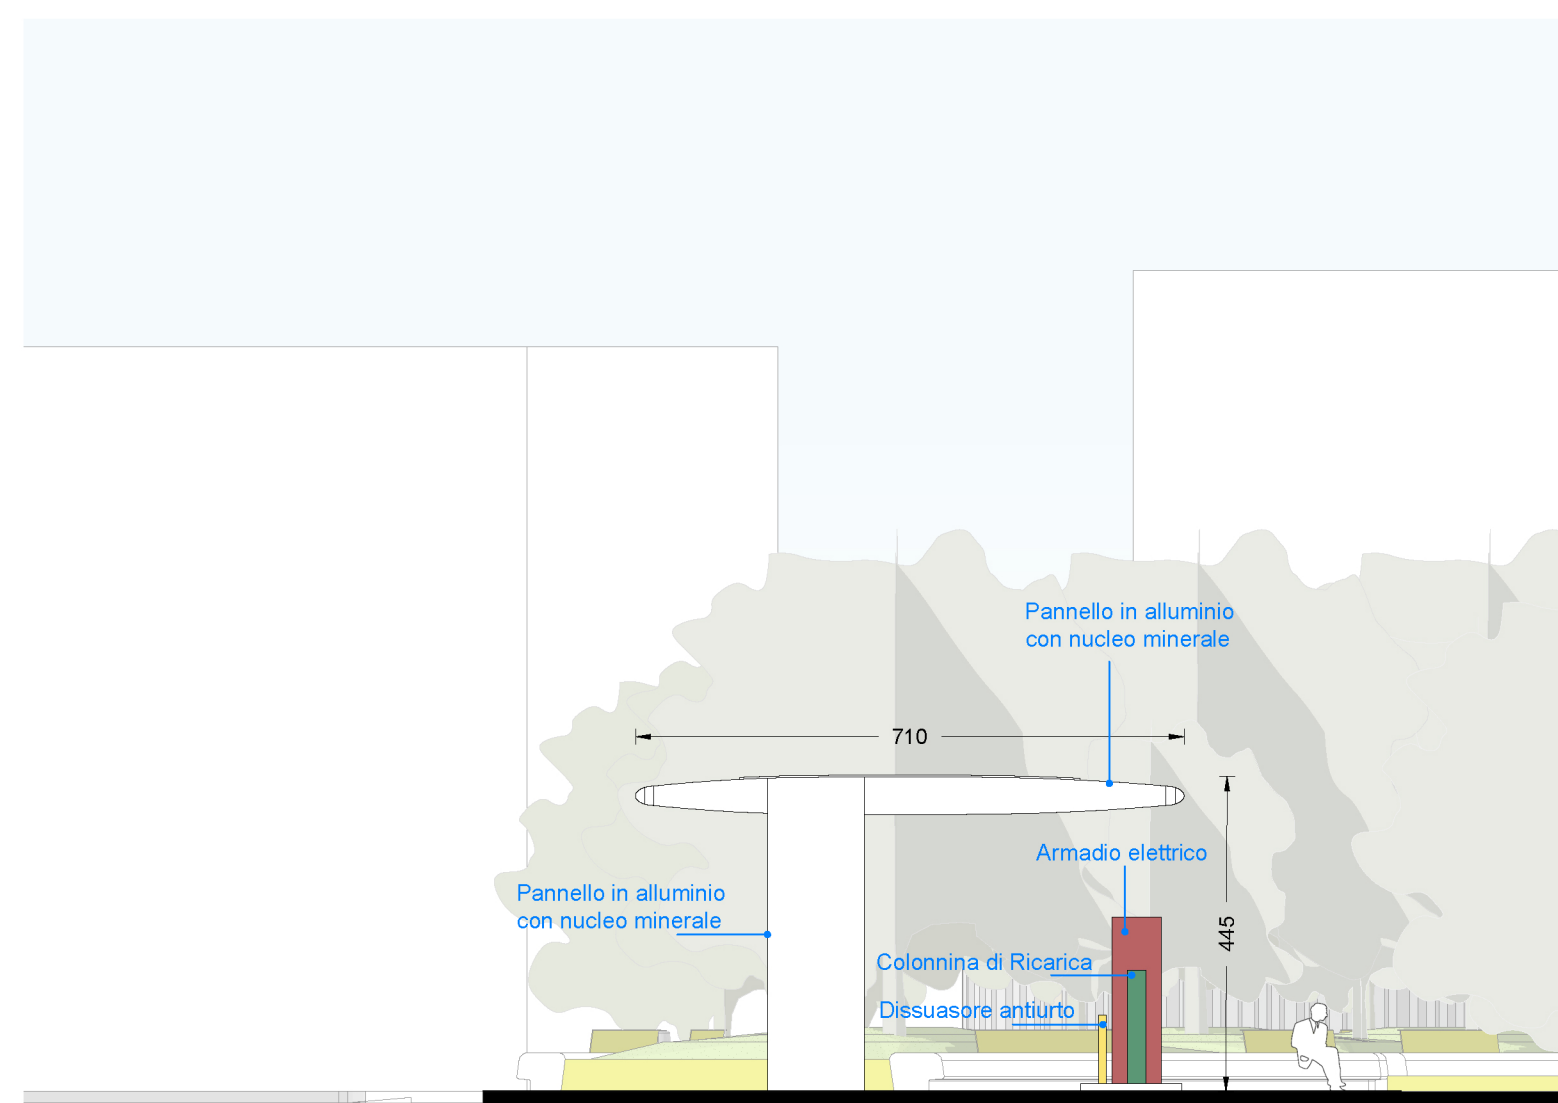 Pannello in alluminio
con nucleo minerale
710
Armadio elettrico
Pannello in alluminio
con nucleo minerale
445
Colonnina di Ricarica
Dissuasore antiurto